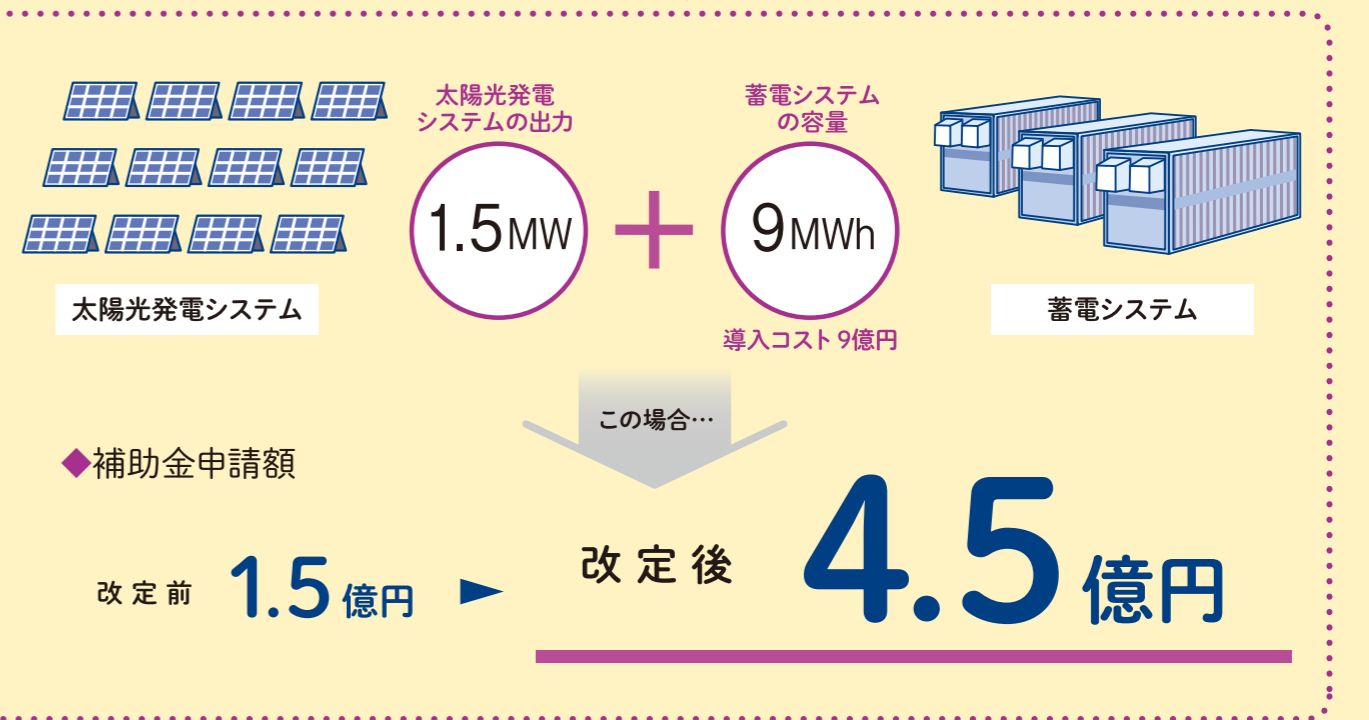 太陽光発電
システムの出力
1.5MW
+
蓄電システム
の容量
9MWh
導入コスト 9億円
太陽光発電システム
蓄電システム
この場合…
◆補助金申請額
改定前 1.5億円
▶
改定後 4.5億円